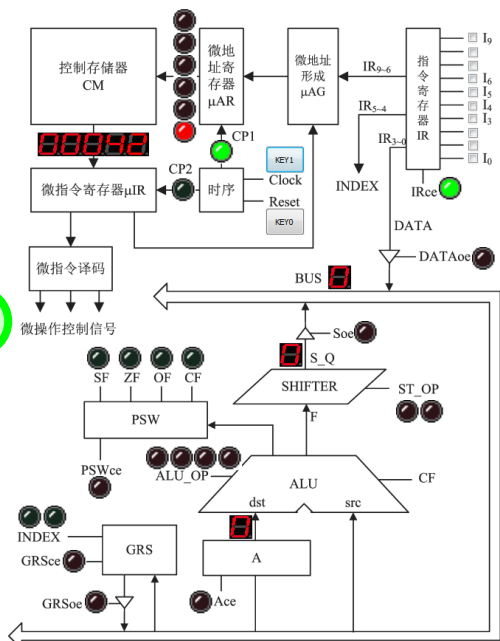 控制存储器
CM
微地址寄存器
μAR
微地址
形成
μAG
IR9~6
指令寄存器
IR
I9
I6
I5
I4
I3
I0
IR5~4
IR3~0
00042
CP1
CP2
KEY1
Clock
Reset
KEY0
微指令寄存器μIR
时序
INDEX
IRce
DATA
微指令译码
DATAoe
BUS 0
微操作控制信号
Soe
0
S_Q
SF
ZF
OF
CF
SHIFTER
ST_OP
F
PSW
PSWce
ALU_OP
ALU
CF
dst
src
INDEX
0
GRS
GRSce
A
GRSoe
Ace